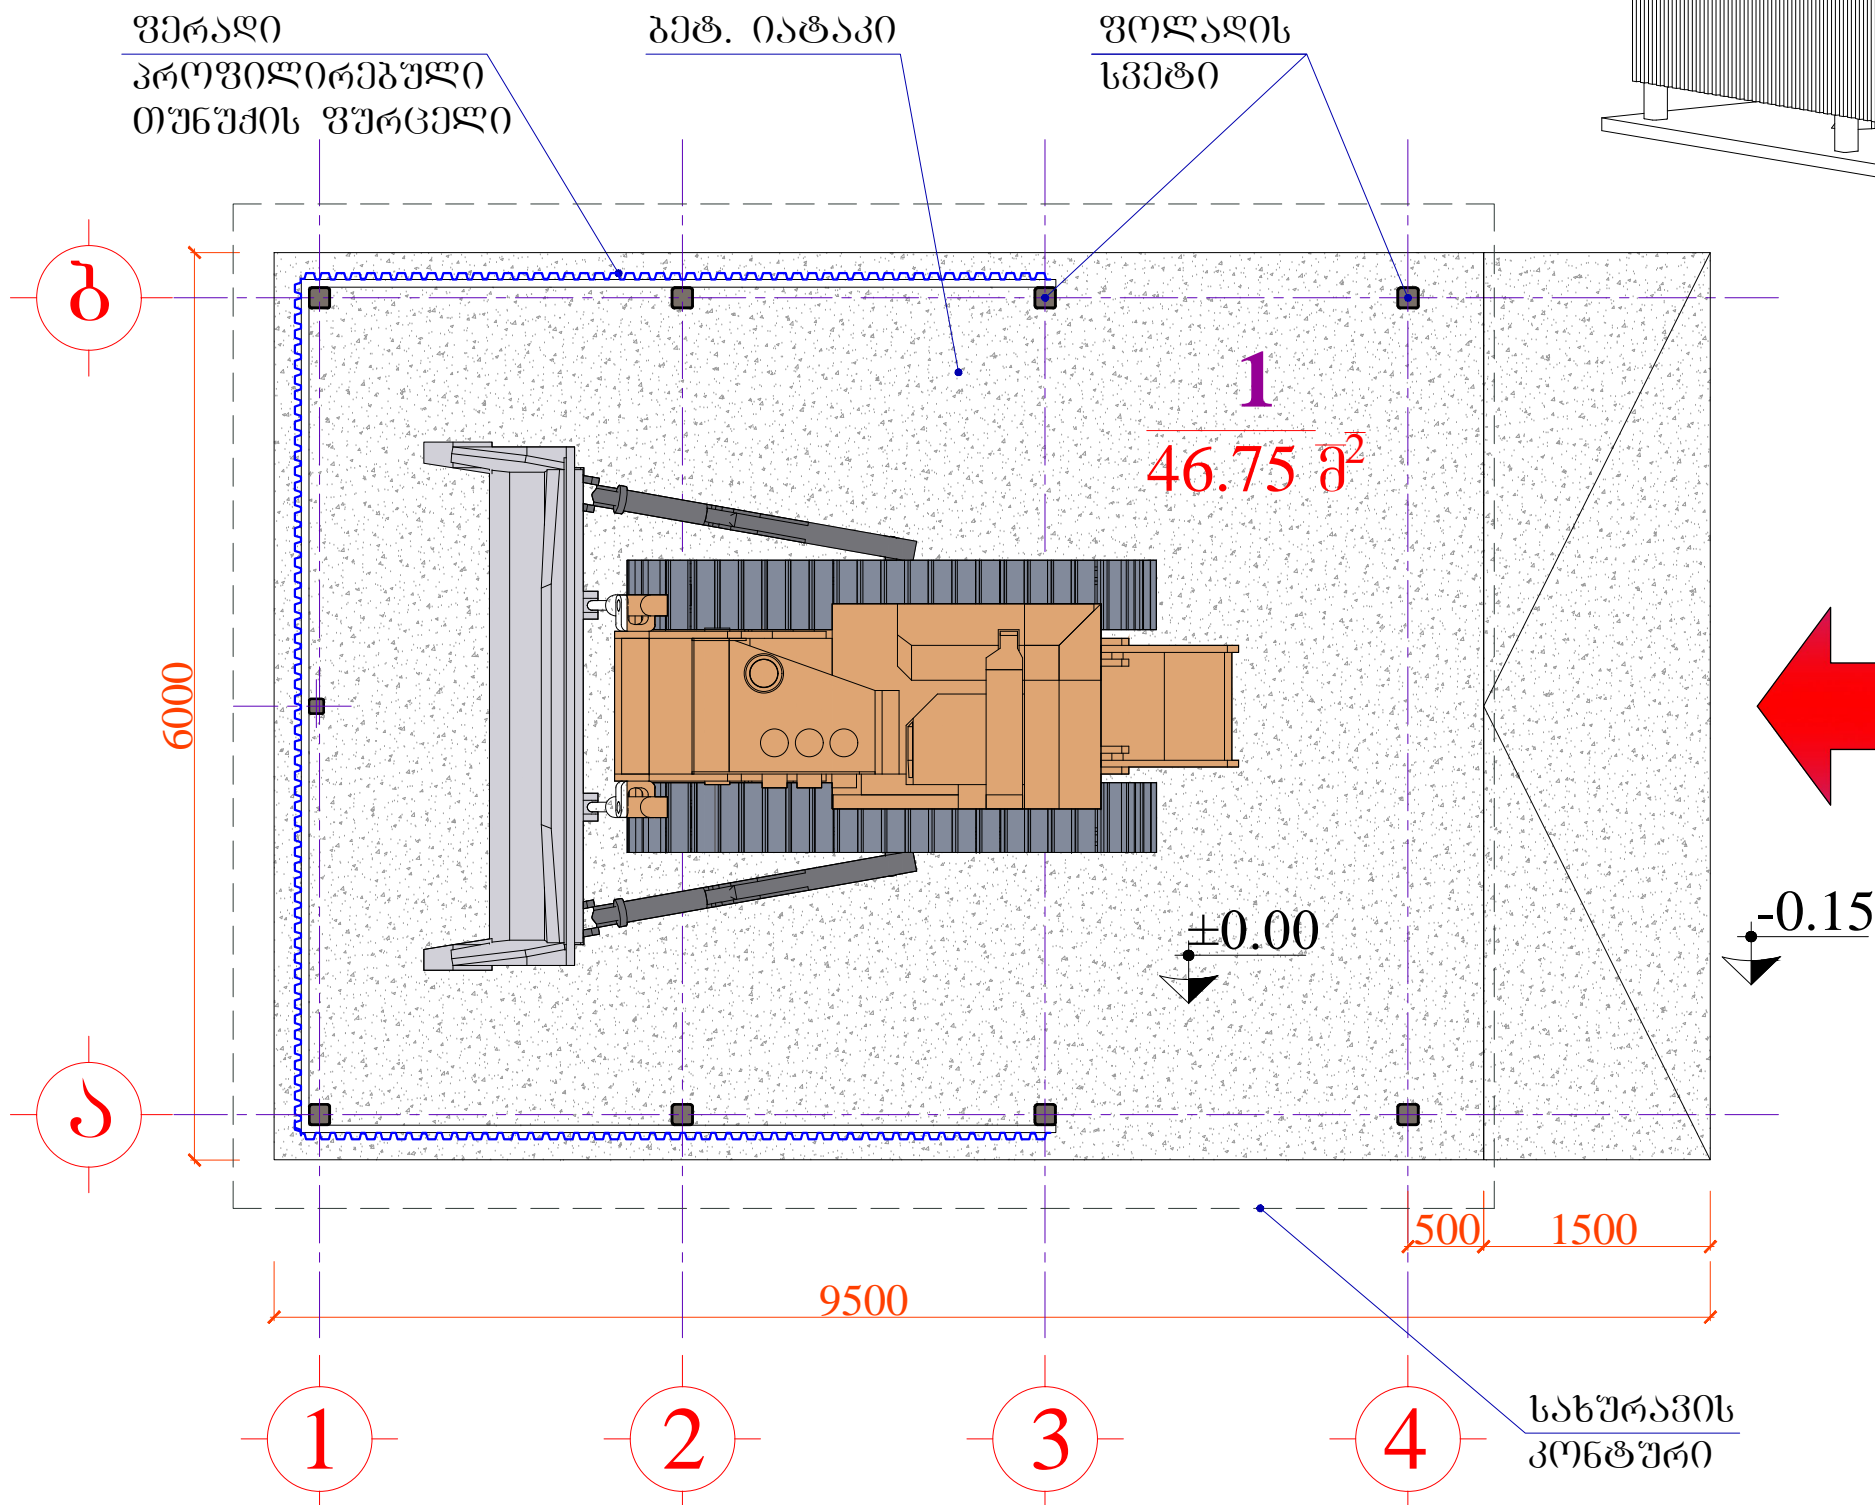 ფერადი
პროფილირებული
თუნუქის ფურცელი
ბეტ. იატაკი
ფოლადის
სვეტი
ბ
1
46.75 მ²
6000
±0.00
-0.15
ა
500
1500
9500
1
2
3
4
სახურავის
კონტური